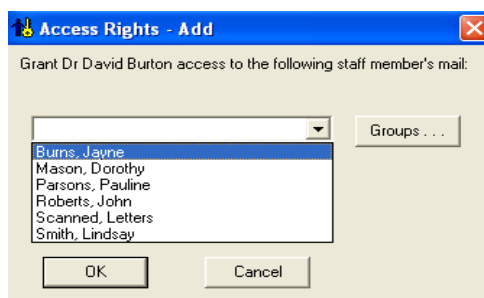 Access Rights - Add
Grant Dr David Burton access to the following staff member's mail:
Groups . . .
Burns, Jayne
Mason, Dorothy
Parsons, Pauline
Roberts, John
Scanned, Letters
Smith, Lindsay
OK
Cancel